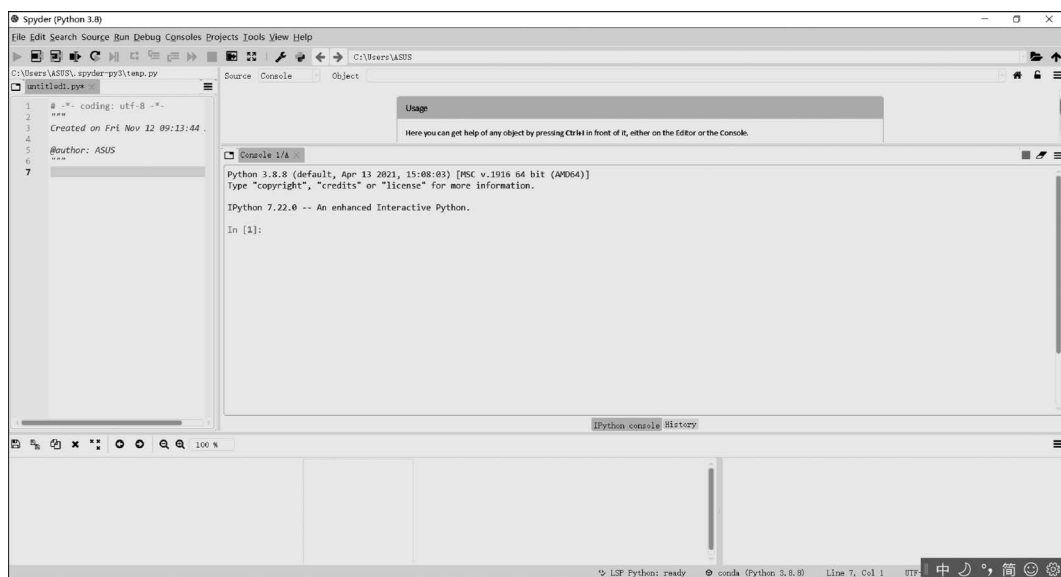 Spyder (Python 3.8)
File Edit Search Source Run Debug Consoles Projects Tools View Help
C:\Users\ASUS
C:\Users\ASUS\.spyder-py3\temp.py
Source Console Object
untitled1.py*
1 # -*- coding: utf-8 -*-
2 """
3 Created on Fri Nov 12 09:13:44
4
5 @author: ASUS
6 """
7
Usage
Here you can get help of any object by pressing Ctrl+I in front of it, either on the Editor or the Console.
Console 1/A
Python 3.8.8 (default, Apr 13 2021, 15:08:03) [MSC v.1916 64 bit (AMD64)]
Type "copyright", "credits" or "license" for more information.
IPython 7.22.0 -- An enhanced Interactive Python.
In [1]:
IPython console History
100 %
LSP Python: ready conda (Python 3.8.8) Line 7, Col 1 UTF-
中 简